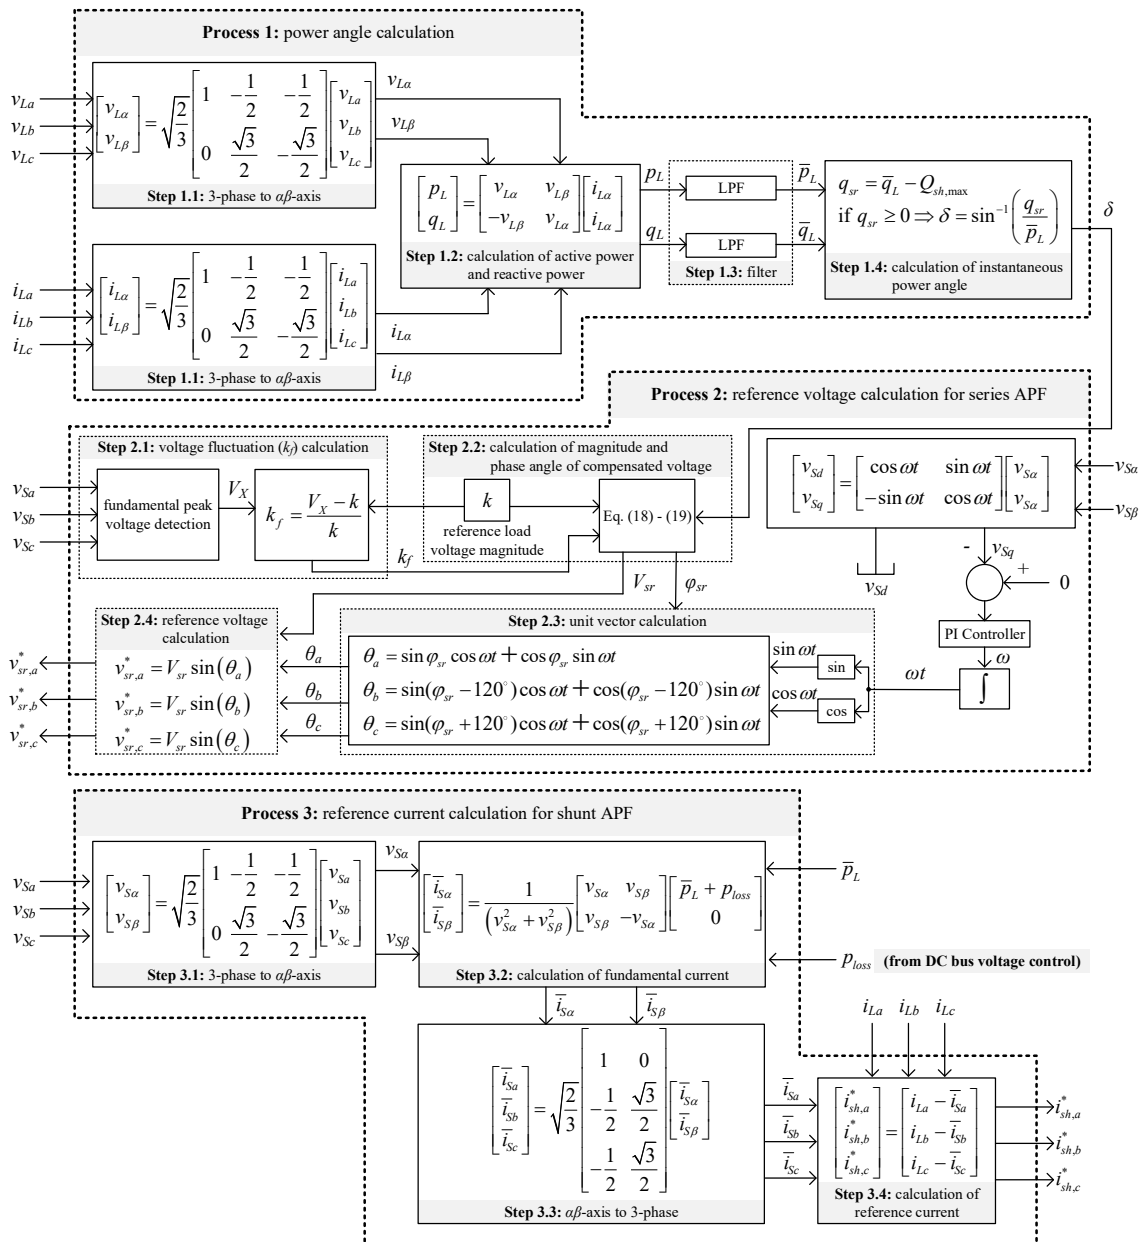 Process 1: power angle calculation
v_La
v_Lb
v_Lc
[v_Lα v_Lβ] = √(2/3) [1 -1/2 -1/2; 0 √3/2 -√3/2] [v_La v_Lb v_Lc]
Step 1.1: 3-phase to αβ-axis
v_Lα
v_Lβ
i_La
i_Lb
i_Lc
[i_Lα i_Lβ] = √(2/3) [1 -1/2 -1/2; 0 √3/2 -√3/2] [i_La i_Lb i_Lc]
Step 1.1: 3-phase to αβ-axis
i_Lα
i_Lβ
[p_L q_L] = [v_Lα v_Lβ; -v_Lβ v_Lα] [i_Lα i_Lα]
Step 1.2: calculation of active power
and reactive power
p_L
q_L
LPF
LPF
Step 1.3: filter
p̅_L
q̅_L
q_sr = q̅_L - Q_sh,max
if q_sr ≥ 0 ⇒ δ = sin⁻¹(q_sr / p̅_L)
Step 1.4: calculation of instantaneous
power angle
δ
Process 2: reference voltage calculation for series APF
Step 2.1: voltage fluctuation (k_f) calculation
v_Sa
v_Sb
v_Sc
fundamental peak
voltage detection
V_X
k_f = (V_X - k) / k
k_f
Step 2.2: calculation of magnitude and
phase angle of compensated voltage
k
reference load
voltage magnitude
Eq. (18) - (19)
V_sr
φ_sr
[v_Sd v_Sq] = [cos ωt sin ωt; -sin ωt cos ωt] [v_Sα v_Sα]
v_Sα
v_Sβ
v_Sd
- v_Sq
+ 0
PI Controller
ω
∫
ωt
sin
cos
sin ωt
cos ωt
Step 2.3: unit vector calculation
θ_a = sin φ_sr cos ωt + cos φ_sr sin ωt
θ_b = sin(φ_sr - 120°) cos ωt + cos(φ_sr - 120°) sin ωt
θ_c = sin(φ_sr + 120°) cos ωt + cos(φ_sr + 120°) sin ωt
θ_a
θ_b
θ_c
Step 2.4: reference voltage
calculation
v*_sr,a = V_sr sin(θ_a)
v*_sr,b = V_sr sin(θ_b)
v*_sr,c = V_sr sin(θ_c)
v*_sr,a
v*_sr,b
v*_sr,c
Process 3: reference current calculation for shunt APF
v_Sa
v_Sb
v_Sc
[v_Sα v_Sβ] = √(2/3) [1 -1/2 -1/2; 0 √3/2 -√3/2] [v_Sa v_Sb v_Sc]
Step 3.1: 3-phase to αβ-axis
v_Sα
v_Sβ
[i̅_Sα i̅_Sβ] = 1/(v²_Sα + v²_Sβ) [v_Sα v_Sβ; v_Sβ -v_Sα] [p̅_L + p_loss; 0]
Step 3.2: calculation of fundamental current
p̅_L
p_loss (from DC bus voltage control)
i̅_Sα
i̅_Sβ
[i̅_Sa i̅_Sb i̅_Sc] = √(2/3) [1 0; -1/2 √3/2; -1/2 √3/2] [i̅_Sα i̅_Sβ]
Step 3.3: αβ-axis to 3-phase
i̅_Sa
i̅_Sb
i̅_Sc
i_La
i_Lb
i_Lc
[i*_sh,a i*_sh,b i*_sh,c] = [i_La - i̅_Sa; i_Lb - i̅_Sb; i_Lc - i̅_Sc]
Step 3.4: calculation of
reference current
i*_sh,a
i*_sh,b
i*_sh,c